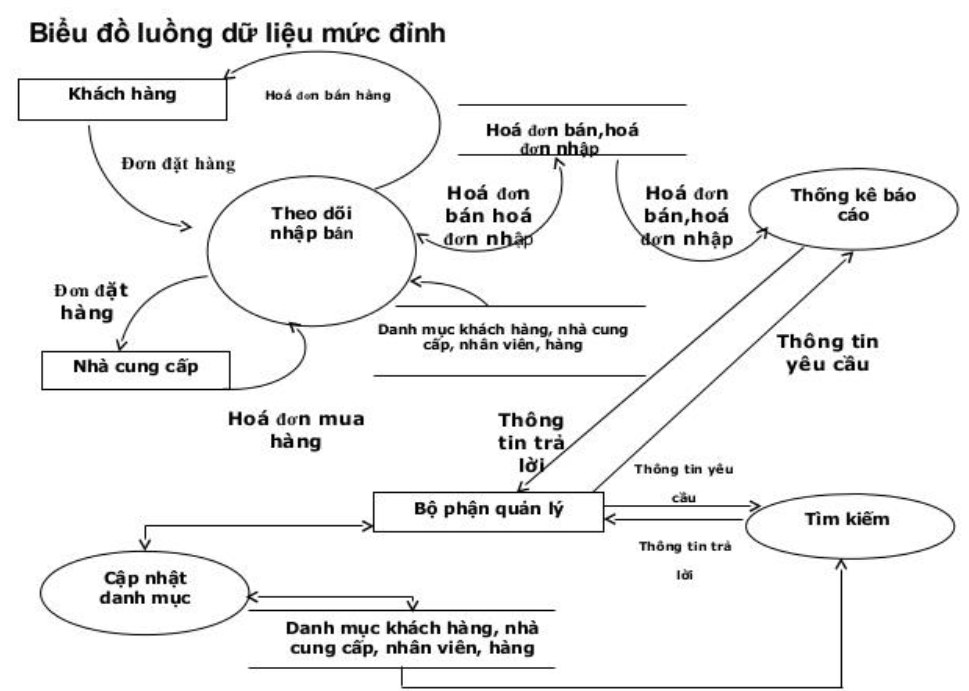 Biểu đồ luồng dữ liệu mức đỉnh
Khách hàng
Hoá đơn bán hàng
Hoá đơn bán,hoá
đơn nhập
Đơn đặt hàng
Theo dõi
nhập bán
Hoá đơn
bán hoá
đơn nhập
Hoá đơn
bán,hoá
đơn nhập
Thống kê báo
cáo
Đơn đặt
hàng
Danh mục khách hàng, nhà cung
cấp, nhân viên, hàng
Nhà cung cấp
Thông tin
yêu cầu
Hoá đơn mua
hàng
Thông
tin trả
lời
Thông tin yêu
cầu
Bộ phận quản lý
Tìm kiếm
Thông tin trả
lời
Cập nhật
danh mục
Danh mục khách hàng, nhà
cung cấp, nhân viên, hàng